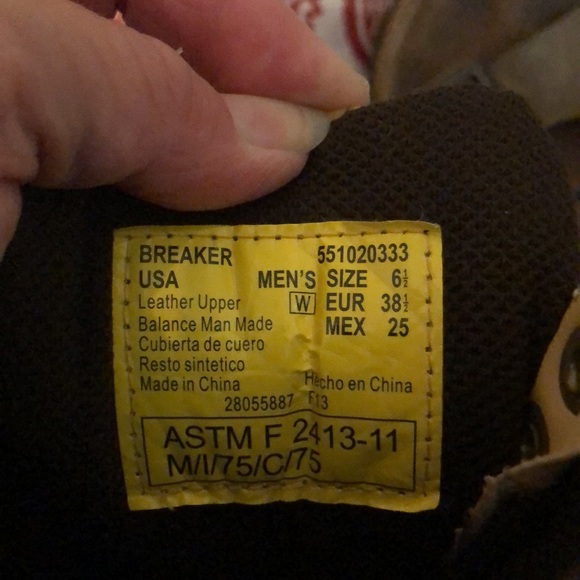 BREAKER 551020333
USA MEN'S SIZE 6½
Leather Upper W EUR 38½
Balance Man Made MEX 25
Cubierta de cuero
Resto sintetico
Made in China Hecho en China
28055887 F13
ASTM F 2413-11
M/I/75/C/75